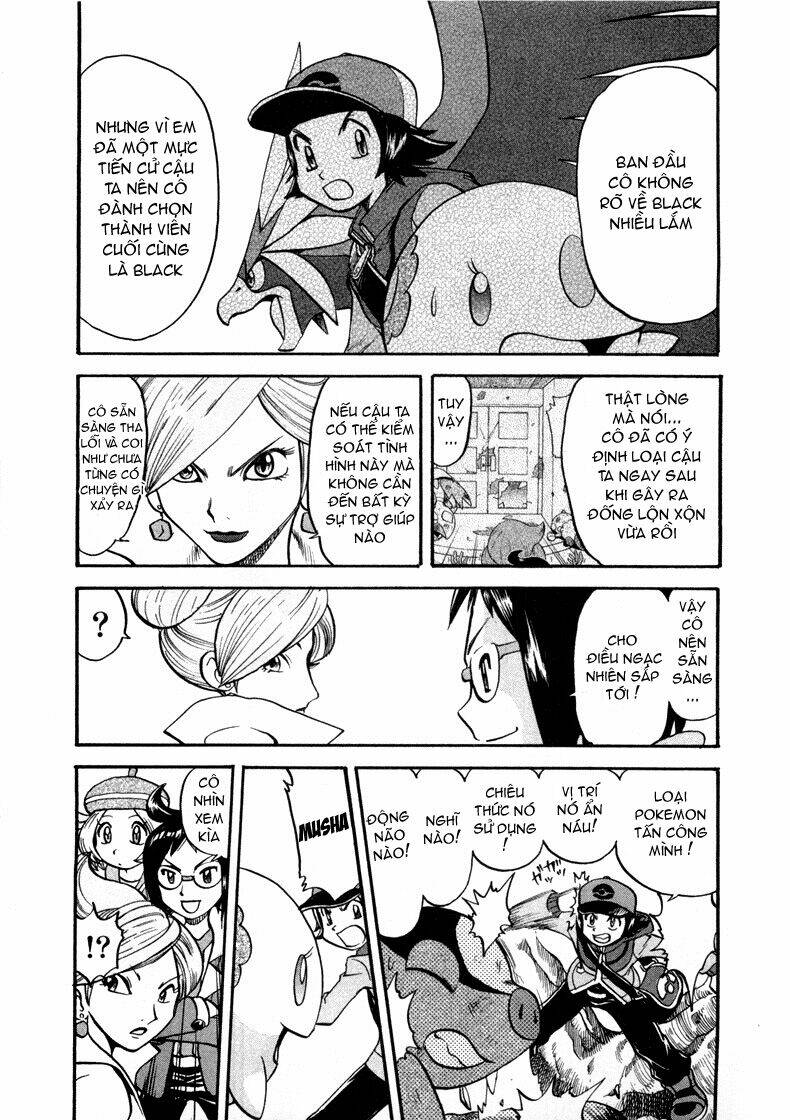 BAN ĐẦU
CÔ KHÔNG
RÕ VỀ BLACK
NHIỀU LẮM
NHƯNG VÌ EM
ĐÃ MỘT MỰC
TIẾN CỬ CẬU
TA NÊN CÔ
ĐÀNH CHỌN
THÀNH VIÊN
CUỐI CÙNG
LÀ BLACK
THẬT LÒNG
MÀ NÓI...
CÔ ĐÃ CÓ Ý
ĐỊNH LOẠI CẬU
TA NGAY SAU
KHI GÂY RA
ĐỐNG LỘN XỘN
VỪA RỒI
TUY
VẬY
...
NẾU CẬU TA
CÓ THỂ KIỂM
SOÁT TÌNH
HÌNH NÀY MÀ
KHÔNG CẦN
ĐẾN BẤT KỲ
SỰ TRỢ GIÚP
NÀO
CÔ SẴN
SÀNG THA
LỖI VÀ COI
NHƯ CHƯA
TỪNG CÓ
CHUYỆN GÌ
XẢY RA
VẬY
CÔ
NÊN SẴN
SÀNG
...
CHO
ĐIỀU NGẠC
NHIÊN SẮP
TỚI !
?
LOẠI
POKEMON
TẤN CÔNG
MÌNH !
VỊ TRÍ
NÓ ẨN
NÁU!
CHIÊU
THỨC NÓ
SỬ DỤNG !
NGHĨ
NÀO!
ĐỘNG
NÃO
NÀO!
MUSHA
CÔ
NHÌN
XEM
KÌA
!?